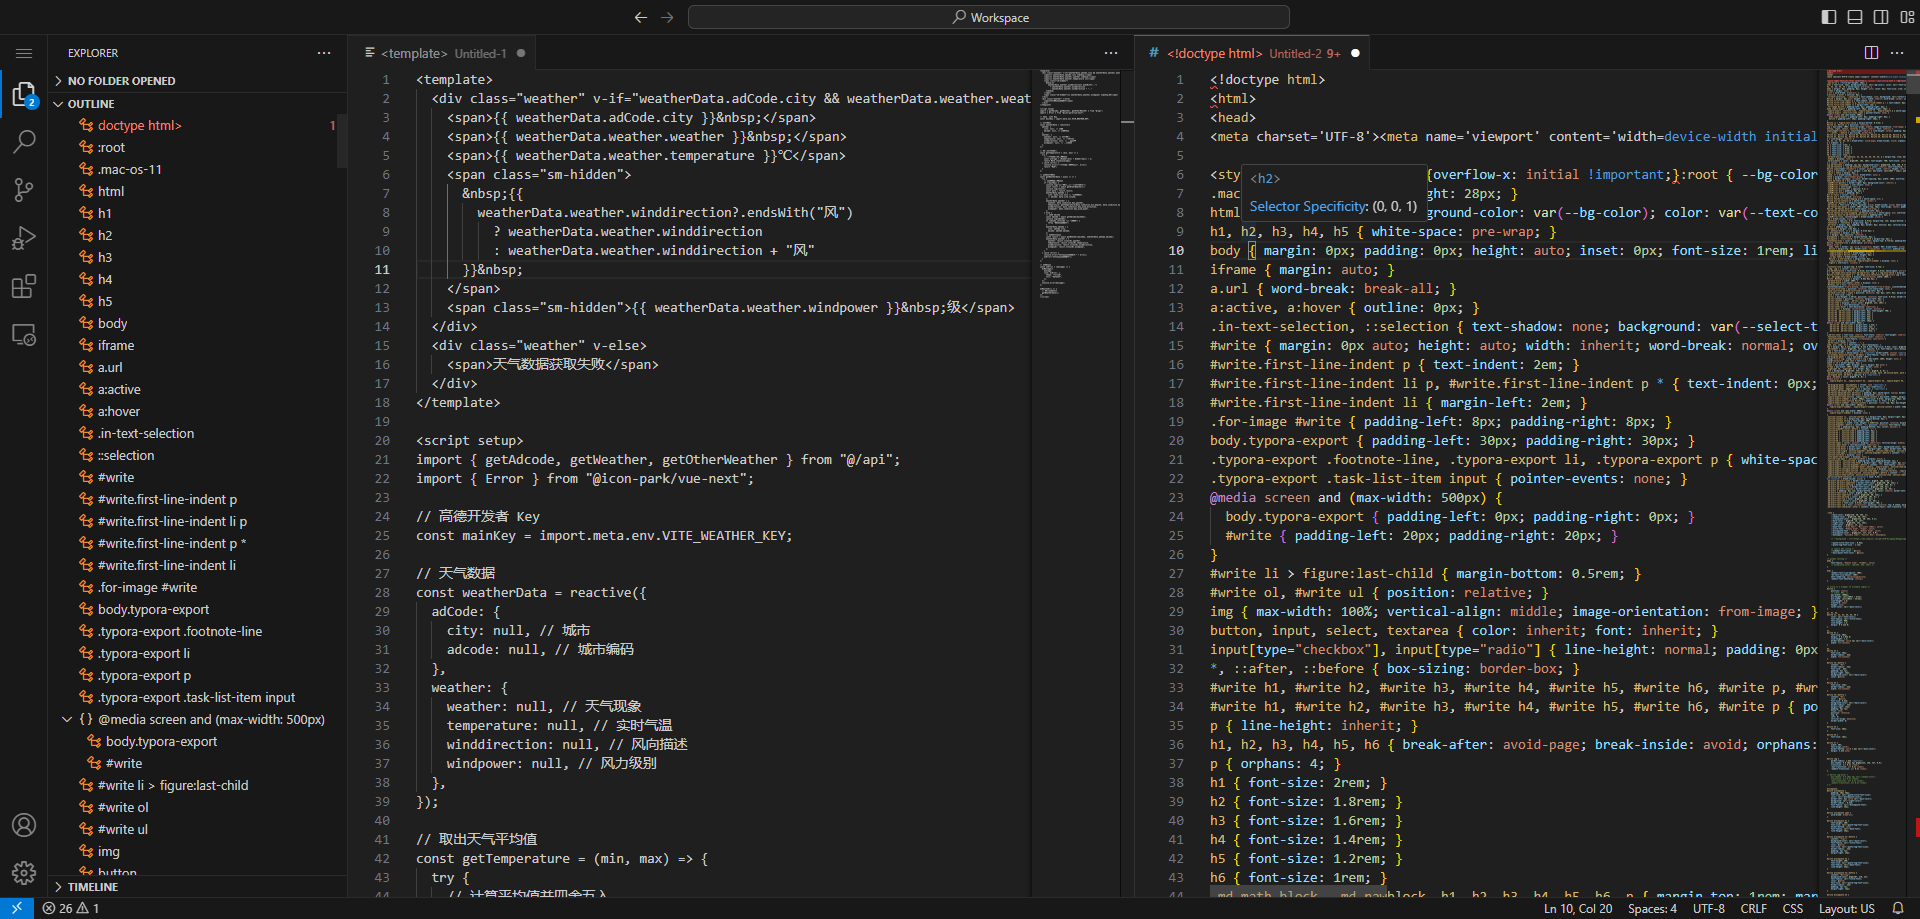 Workspace
EXPLORER
NO FOLDER OPENED
OUTLINE
doctype html> 1
:root
.mac-os-11
html
h1
h2
h3
h4
h5
body
iframe
a.url
a:active
a:hover
.in-text-selection
::selection
#write
#write.first-line-indent p
#write.first-line-indent li p
#write.first-line-indent p *
#write.first-line-indent li
.for-image #write
body.typora-export
.typora-export .footnote-line
.typora-export li
.typora-export p
.typora-export .task-list-item input
{} @media screen and (max-width: 500px)
body.typora-export
#write
#write li > figure:last-child
#write ol
#write ul
img
button
TIMELINE
2
<template> Untitled-1
1 <template>
2 <div class="weather" v-if="weatherData.adCode.city && weatherData.weather.weat
3 <span>{{ weatherData.adCode.city }}&nbsp;</span>
4 <span>{{ weatherData.weather.weather }}&nbsp;</span>
5 <span>{{ weatherData.weather.temperature }}℃</span>
6 <span class="sm-hidden">
7 &nbsp;{{
8 weatherData.weather.winddirection?.endsWith("风")
9 ? weatherData.weather.winddirection
10 : weatherData.weather.winddirection + "风"
11 }}&nbsp;
12 </span>
13 <span class="sm-hidden">{{ weatherData.weather.windpower }}&nbsp;级</span>
14 </div>
15 <div class="weather" v-else>
16 <span>天气数据获取失败</span>
17 </div>
18 </template>
19
20 <script setup>
21 import { getAdcode, getWeather, getOtherWeather } from "@/api";
22 import { Error } from "@icon-park/vue-next";
23
24 // 高德开发者 Key
25 const mainKey = import.meta.env.VITE_WEATHER_KEY;
26
27 // 天气数据
28 const weatherData = reactive({
29 adCode: {
30 city: null, // 城市
31 adcode: null, // 城市编码
32 },
33 weather: {
34 weather: null, // 天气现象
35 temperature: null, // 实时气温
36 winddirection: null, // 风向描述
37 windpower: null, // 风力级别
38 },
39 });
40
41 // 取出天气平均值
42 const getTemperature = (min, max) => {
43 try {
44 // 计算平均值并四舍五入
# <!doctype html> Untitled-2 9+
1 <!doctype html>
2 <html>
3 <head>
4 <meta charset='UTF-8'><meta name='viewport' content='width=device-width initial
5
6 <sty {overflow-x: initial !important;}:root { --bg-color
7 .mac ght: 28px; }
8 html ground-color: var(--bg-color); color: var(--text-co
<h2>
Selector Specificity: (0, 0, 1)
9 h1, h2, h3, h4, h5 { white-space: pre-wrap; }
10 body { margin: 0px; padding: 0px; height: auto; inset: 0px; font-size: 1rem; li
11 iframe { margin: auto; }
12 a.url { word-break: break-all; }
13 a:active, a:hover { outline: 0px; }
14 .in-text-selection, ::selection { text-shadow: none; background: var(--select-t
15 #write { margin: 0px auto; height: auto; width: inherit; word-break: normal; ov
16 #write.first-line-indent p { text-indent: 2em; }
17 #write.first-line-indent li p, #write.first-line-indent p * { text-indent: 0px;
18 #write.first-line-indent li { margin-left: 2em; }
19 .for-image #write { padding-left: 8px; padding-right: 8px; }
20 body.typora-export { padding-left: 30px; padding-right: 30px; }
21 .typora-export .footnote-line, .typora-export li, .typora-export p { white-spac
22 .typora-export .task-list-item input { pointer-events: none; }
23 @media screen and (max-width: 500px) {
24 body.typora-export { padding-left: 0px; padding-right: 0px; }
25 #write { padding-left: 20px; padding-right: 20px; }
26 }
27 #write li > figure:last-child { margin-bottom: 0.5rem; }
28 #write ol, #write ul { position: relative; }
29 img { max-width: 100%; vertical-align: middle; image-orientation: from-image; }
30 button, input, select, textarea { color: inherit; font: inherit; }
31 input[type="checkbox"], input[type="radio"] { line-height: normal; padding: 0px
32 *, ::after, ::before { box-sizing: border-box; }
33 #write h1, #write h2, #write h3, #write h4, #write h5, #write h6, #write p, #wr
34 #write h1, #write h2, #write h3, #write h4, #write h5, #write h6, #write p { po
35 p { line-height: inherit; }
36 h1, h2, h3, h4, h5, h6 { break-after: avoid-page; break-inside: avoid; orphans:
37 p { orphans: 4; }
38 h1 { font-size: 2rem; }
39 h2 { font-size: 1.8rem; }
40 h3 { font-size: 1.6rem; }
41 h4 { font-size: 1.4rem; }
42 h5 { font-size: 1.2rem; }
43 h6 { font-size: 1rem; }
44 .md-math-block, .md-rawblock, h1, h2, h3, h4, h5, h6, p { margin-top: 1rem; mar
26 1
Ln 10, Col 20 Spaces: 4 UTF-8 CRLF CSS Layout: US